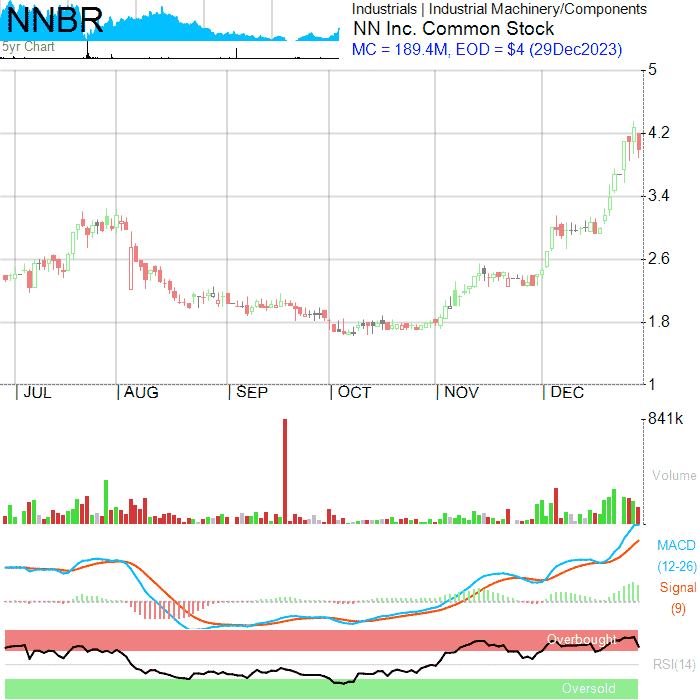 NNBR
5yr Chart
Industrials | Industrial Machinery/Components
NN Inc. Common Stock
MC = 189.4M, EOD = $4 (29Dec2023)
5
4.2
3.4
2.6
1.8
1
JUL AUG SEP OCT NOV DEC
841k
Volume
MACD
(12-26)
Signal
(9)
Overbought
RSI(14)
Oversold